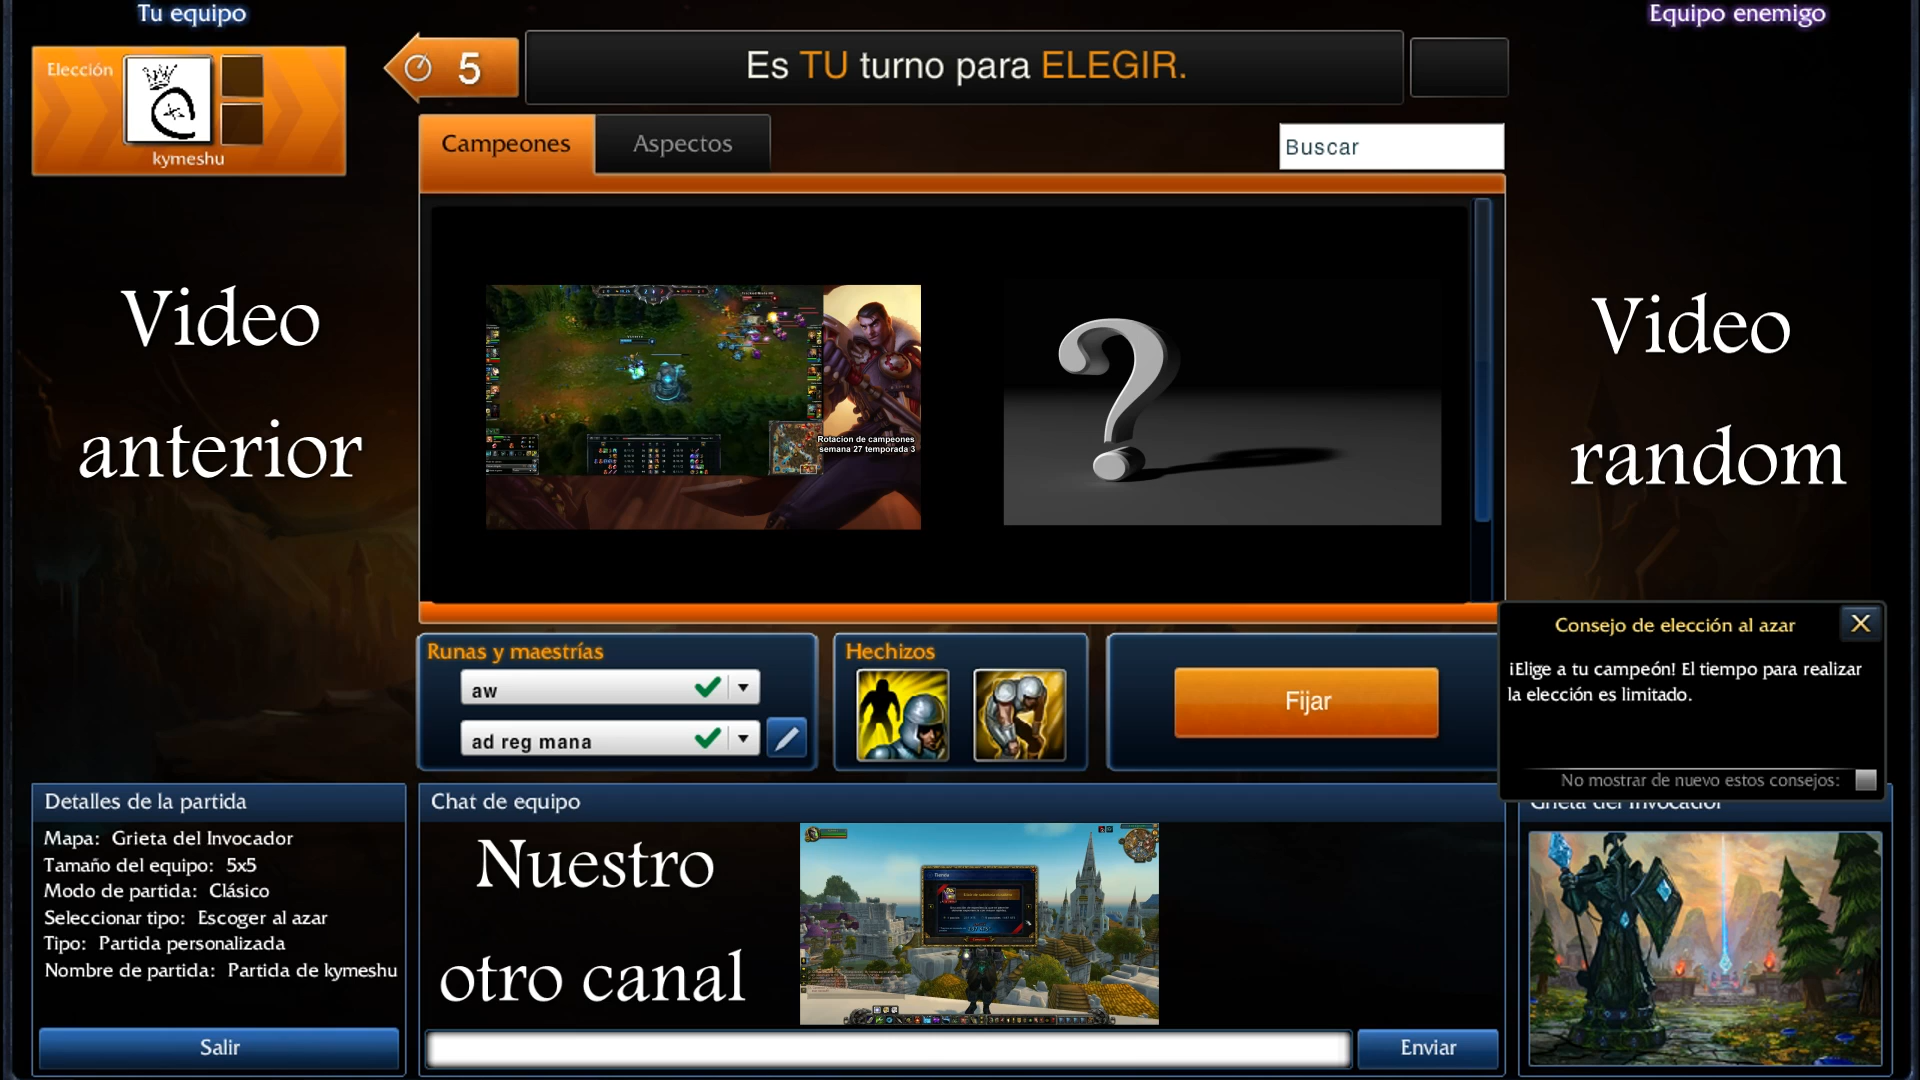 Tu equipo
Equipo enemigo
Elección
kymeshu
5
Es TU turno para ELEGIR.
Campeones
Aspectos
Buscar
Video
anterior
Rotacion de campeones
semana 27 temporada 3
Video
random
Runas y maestrías
aw
ad reg mana
Hechizos
Fijar
Consejo de elección al azar
X
¡Elige a tu campeón! El tiempo para realizar
la elección es limitado.
No mostrar de nuevo estos consejos:
Detalles de la partida
Mapa: Grieta del Invocador
Tamaño del equipo: 5x5
Modo de partida: Clásico
Seleccionar tipo: Escoger al azar
Tipo: Partida personalizada
Nombre de partida: Partida de kymeshu
Salir
Chat de equipo
Nuestro
otro canal
Enviar
Grieta del Invocador